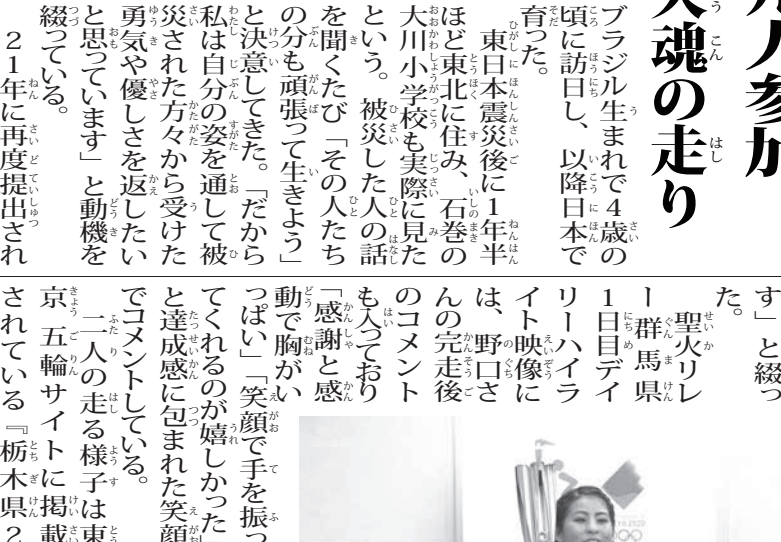 参加
魂の走り
ブラジル生まれで4歳の
頃に訪日し、以降日本で
育った。
東日本震災後に1年半
ほど東北に住み、石巻の
大川小学校も実際に見た
という。被災した人の話
を聞くたび「その人たち
の分も頑張って生きよう」
と決意してきた。「だから
私は自分の姿を通して被
災された方々から受けた
勇気や優しさを返したい
と思っています」と動機を
綴っている。
21年に再度提出され
す」と綴っ
た。
聖火リレ
ー群馬県
1日目デイ
リーハイラ
イト映像に
は、野口さ
んの完走後
のコメント
も入っており
「感謝と感
動で胸がい
っぱい」「笑顔で手を振っ
てくれるのが嬉しかった」
と達成感に包まれた笑顔
でコメントしている。
二人の走る様子は東
京五輪サイトに掲載
されている『栃木県2